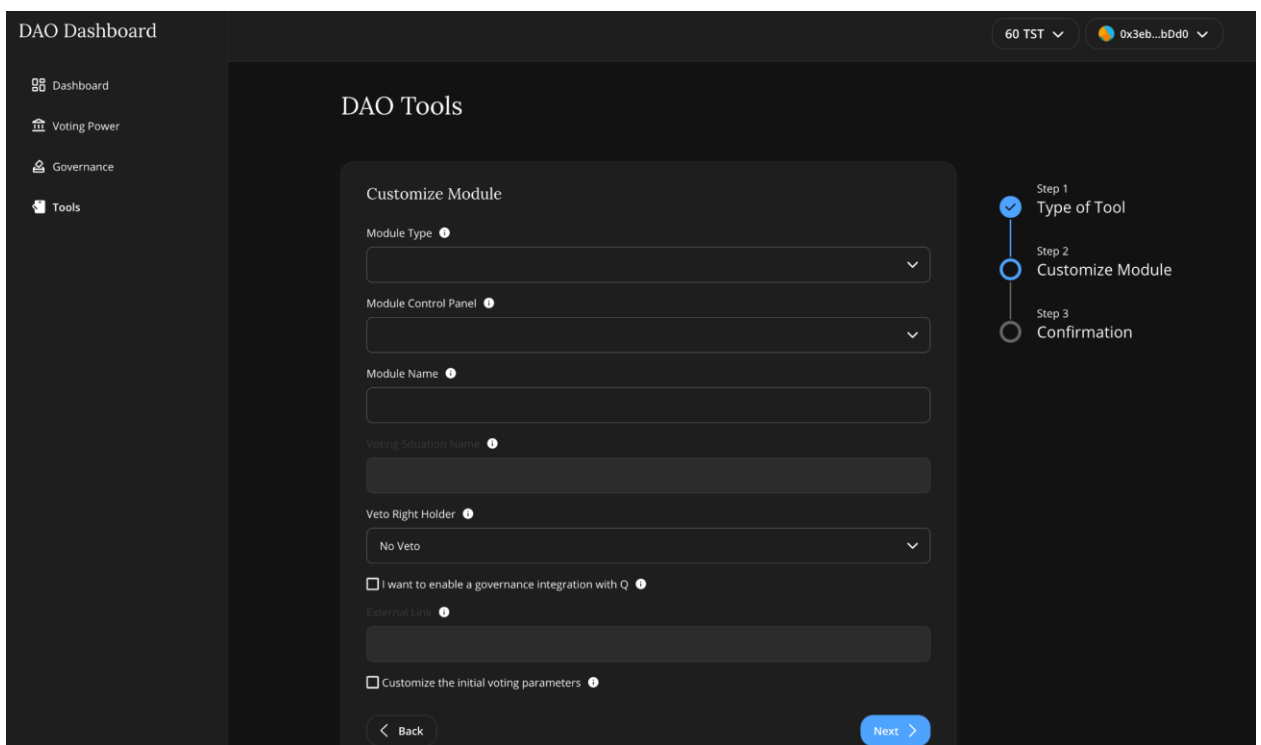 DAO Dashboard
60 TST
0x3eb...bDd0
Dashboard
Voting Power
Governance
Tools
DAO Tools
Customize Module
Module Type
Module Control Panel
Module Name
Voting Situation Name
Veto Right Holder
No Veto
I want to enable a governance integration with Q
External Link
Customize the initial voting parameters
Back
Next
Step 1
Type of Tool
Step 2
Customize Module
Step 3
Confirmation